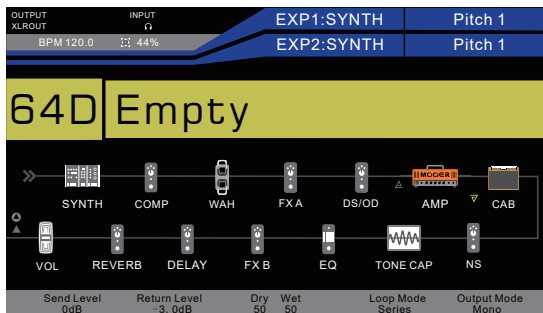 OUTPUT INPUT
XLROUT
BPM 120.0 44%
EXP1:SYNTH Pitch 1
EXP2:SYNTH Pitch 1
64D Empty
MOOER
SYNTH COMP WAH FX A DS/OD AMP CAB
VOL REVERB DELAY FX B EQ TONE CAP NS
Send Level Return Level Dry Wet Loop Mode Output Mode
0dB -3. 0dB 50 50 Series Mono